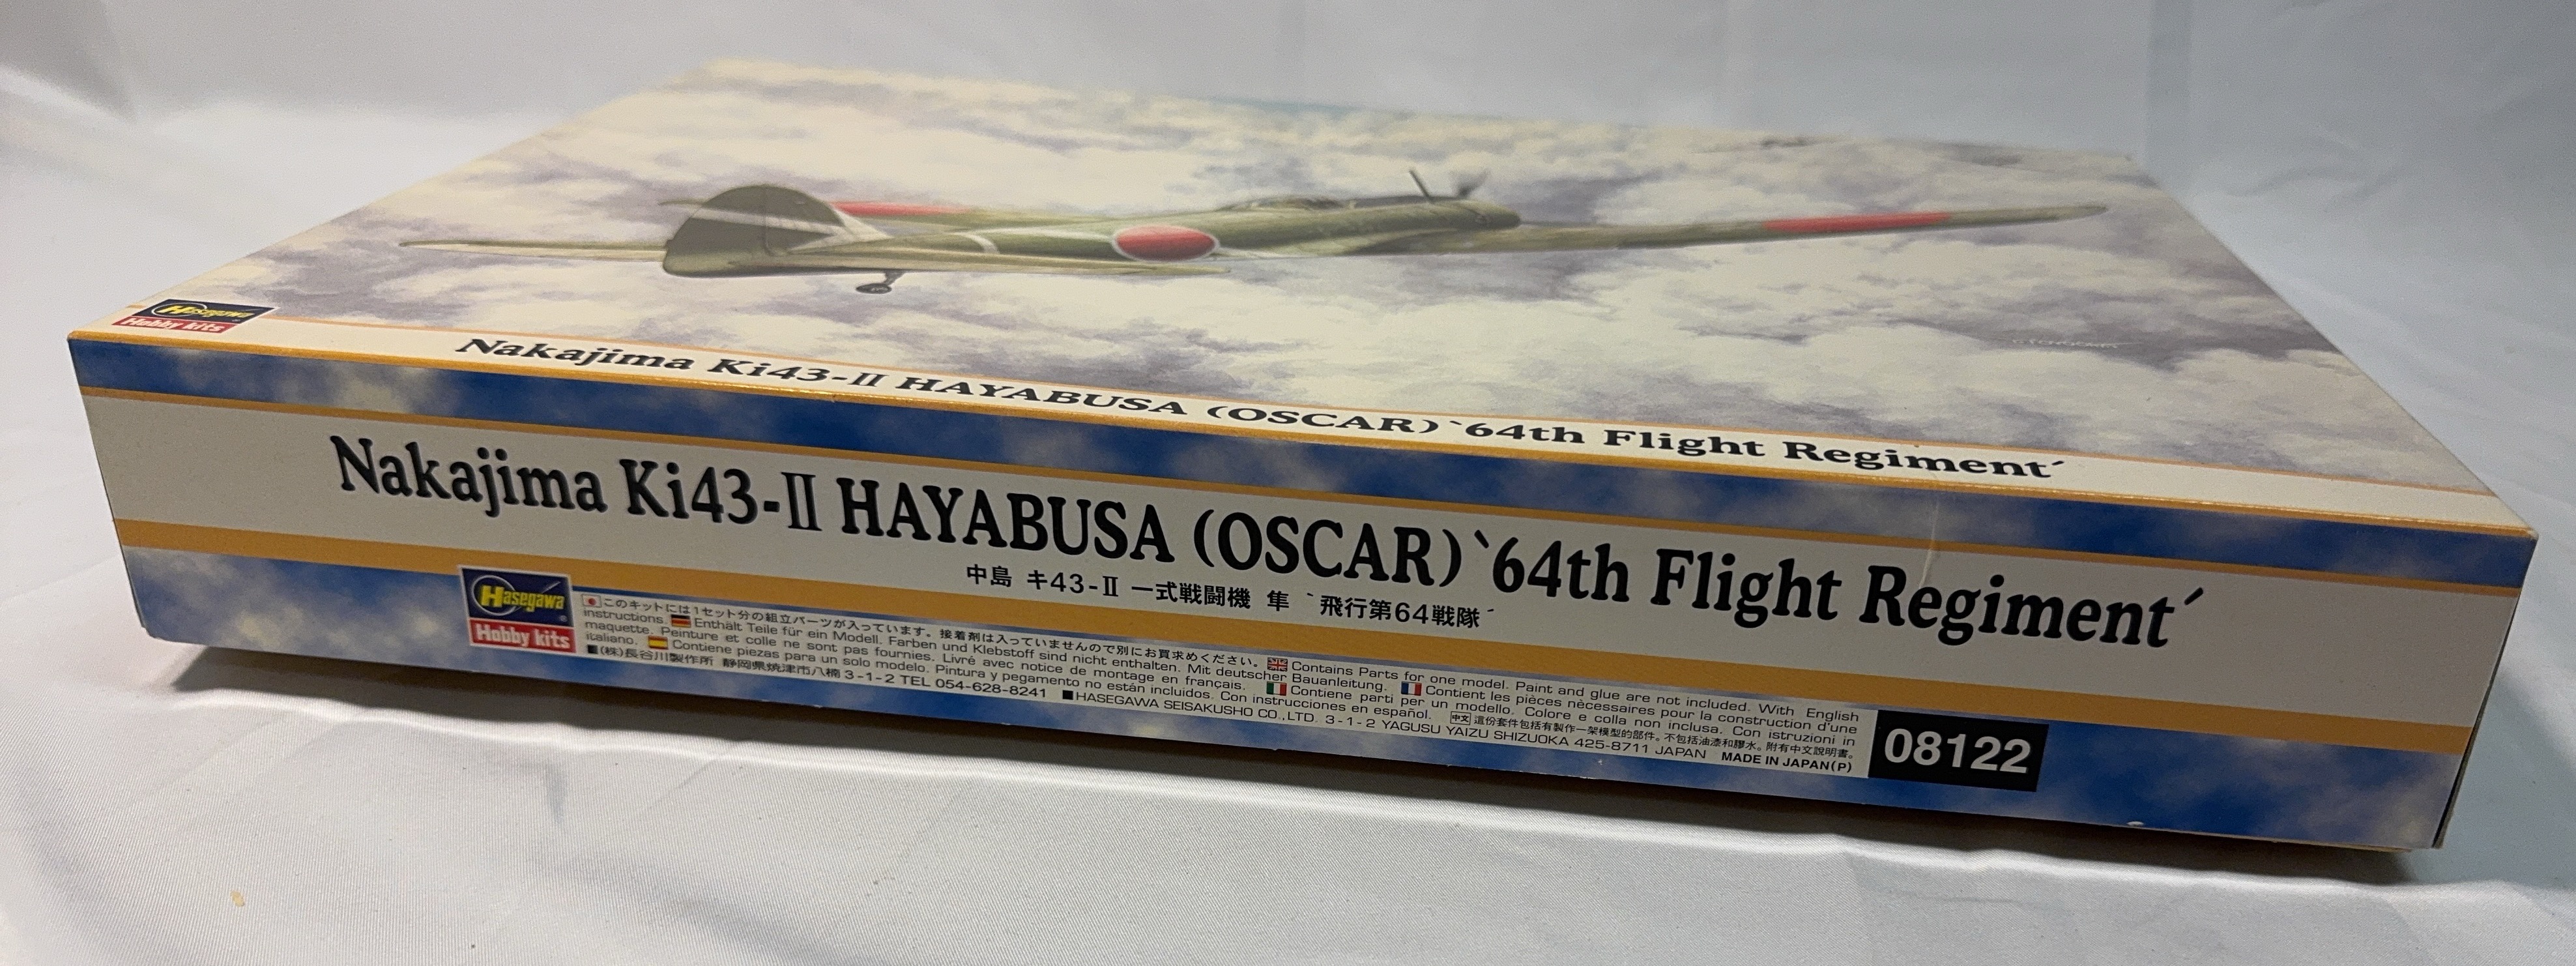 Hasegawa
Hobby kits
Nakajima Ki43-II HAYABUSA (OSCAR) `64th Flight Regiment´
Nakajima Ki43-II HAYABUSA (OSCAR) `64th Flight Regiment´
中島 キ43-II 一式戦闘機 隼 `飛行第64戦隊´
Hasegawa
Hobby kits
このキットには1セット分の組立パーツが入っています。接着剤は入っていませんので別にお買求めください。 Contains Parts for one model. Paint and glue are not included. With English
instructions. Enthält Teile für ein Modell. Farben und Klebstoff sind nicht enthalten. Mit deutscher Bauanleitung. Contient les pièces nècessaires pour la construction d'une
maquette. Peinture et colle ne sont pas fournies. Livré avec notice de montage en français. Contiene parti per un modello. Colore e colla non inclusa. Con istruzioni in
italiano. Contiene piezas para un solo modelo. Pintura y pegamento no están incluidos. Con instrucciones en español. 中文 這份套件包括有製作一架模型的部件。不包括油漆和膠水。附有中文說明書。
■(株)長谷川製作所 静岡県焼津市八楠3-1-2 TEL 054-628-8241 ■HASEGAWA SEISAKUSHO CO.,LTD. 3-1-2 YAGUSU YAIZU SHIZUOKA 425-8711 JAPAN MADE IN JAPAN(P)
08122